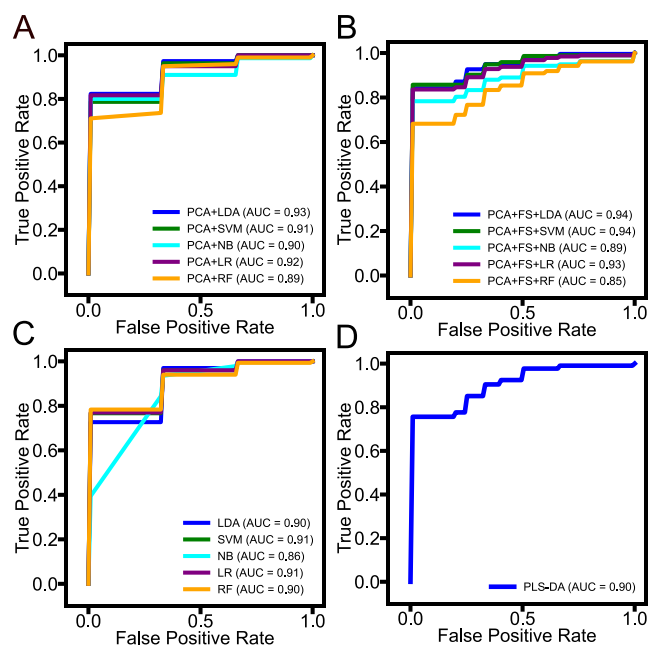 A
True Positive Rate
1.0
0.8
0.6
0.4
0.2
0.0
PCA+LDA (AUC = 0.93)
PCA+SVM (AUC = 0.91)
PCA+NB (AUC = 0.90)
PCA+LR (AUC = 0.92)
PCA+RF (AUC = 0.89)
0.0 0.5 1.0
False Positive Rate
B
True Positive Rate
1.0
0.8
0.6
0.4
0.2
0.0
PCA+FS+LDA (AUC = 0.94)
PCA+FS+SVM (AUC = 0.94)
PCA+FS+NB (AUC = 0.89)
PCA+FS+LR (AUC = 0.93)
PCA+FS+RF (AUC = 0.85)
0.0 0.5 1.0
False Positive Rate
C
True Positive Rate
1.0
0.8
0.6
0.4
0.2
0.0
LDA (AUC = 0.90)
SVM (AUC = 0.91)
NB (AUC = 0.86)
LR (AUC = 0.91)
RF (AUC = 0.90)
0.0 0.5 1.0
False Positive Rate
D
True Positive Rate
1.0
0.8
0.6
0.4
0.2
0.0
PLS-DA (AUC = 0.90)
0.0 0.5 1.0
False Positive Rate